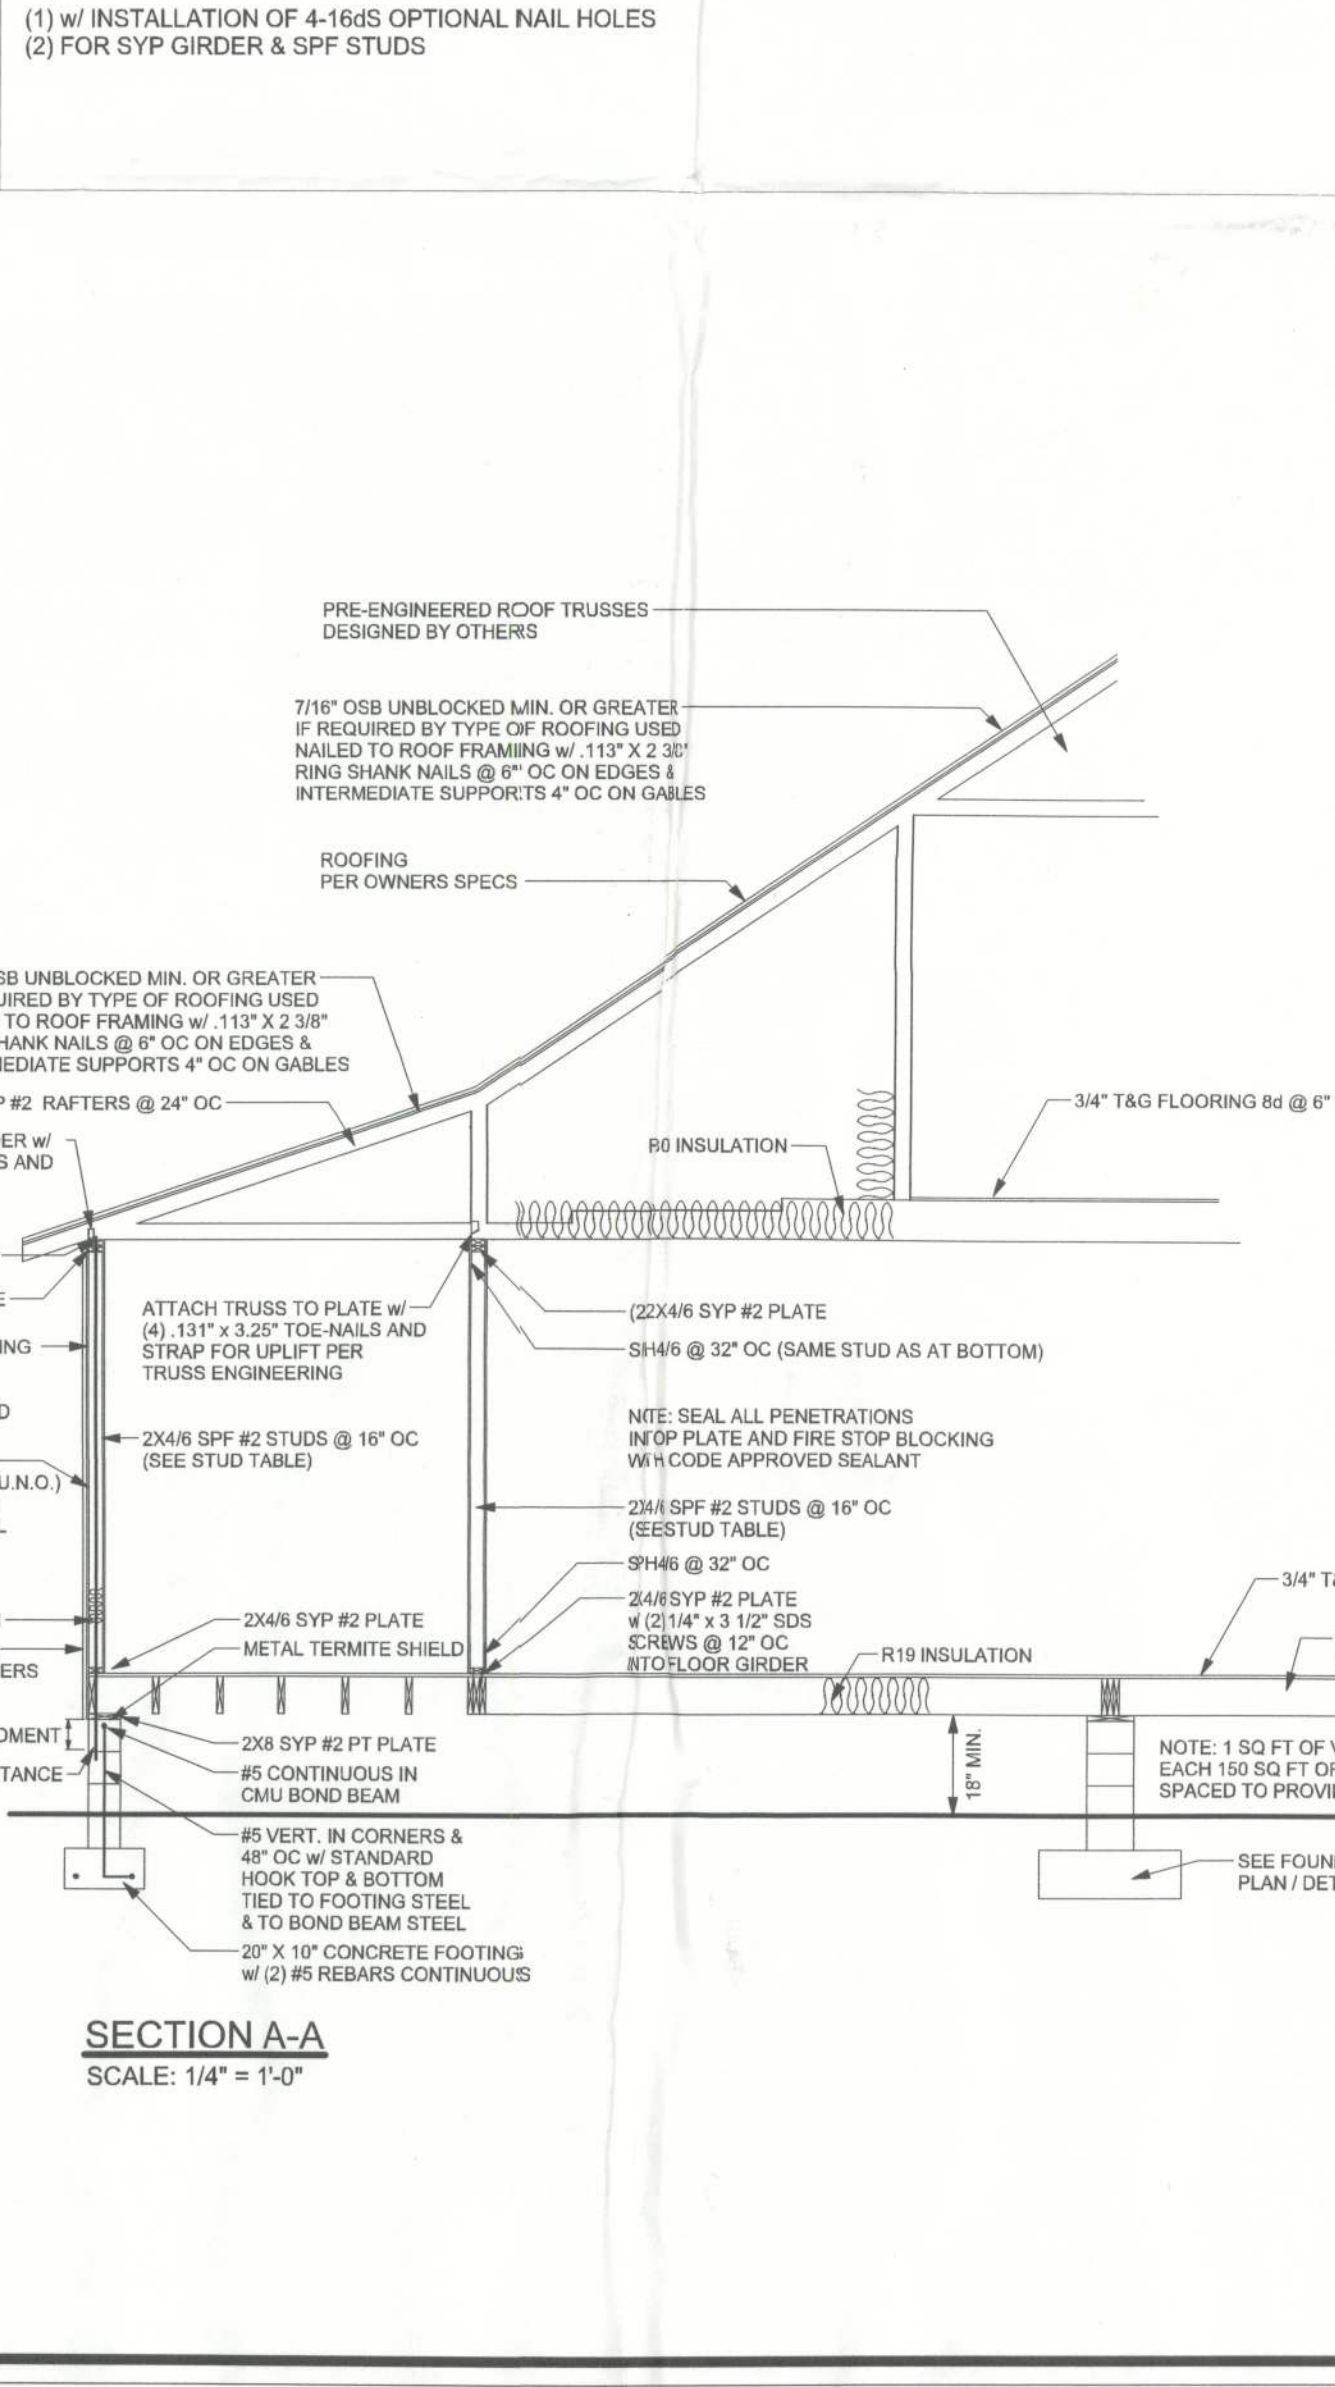 (1) w/ INSTALLATION OF 4-16dS OPTIONAL NAIL HOLES
(2) FOR SYP GIRDER & SPF STUDS
PRE-ENGINEERED ROOF TRUSSES
DESIGNED BY OTHERS
7/16" OSB UNBLOCKED MIN. OR GREATER
IF REQUIRED BY TYPE OF ROOFING USED
NAILED TO ROOF FRAMING w/ .113" X 2 3/8"
RING SHANK NAILS @ 6" OC ON EDGES &
INTERMEDIATE SUPPORTS 4" OC ON GABLES
ROOFING
PER OWNERS SPECS
SB UNBLOCKED MIN. OR GREATER
UIRED BY TYPE OF ROOFING USED
TO ROOF FRAMING w/ .113" X 2 3/8"
HANK NAILS @ 6" OC ON EDGES &
MEDIATE SUPPORTS 4" OC ON GABLES
P #2 RAFTERS @ 24" OC
ER w/
S AND
3/4" T&G FLOORING 8d @ 6"
INSULATION
ATTACH TRUSS TO PLATE w/
(4) .131" x 3.25" TOE-NAILS AND
STRAP FOR UPLIFT PER
TRUSS ENGINEERING
E
ING
D
U.N.O.)
(2)2X4/6 SYP #2 PLATE
SPH4/6 @ 32" OC (SAME STUD AS AT BOTTOM)
NOTE: SEAL ALL PENETRATIONS
IN TOP PLATE AND FIRE STOP BLOCKING
WITH CODE APPROVED SEALANT
2X4/6 SPF #2 STUDS @ 16" OC
(SEE STUD TABLE)
2X4/6 SPF #2 STUDS @ 16" OC
(SEE STUD TABLE)
SPH4/6 @ 32" OC
2X4/6 SYP #2 PLATE
w/ (2) 1/4" x 3 1/2" SDS
SCREWS @ 12" OC
INTO FLOOR GIRDER
3/4" T&
2X4/6 SYP #2 PLATE
METAL TERMITE SHIELD
ERS
R19 INSULATION
DMENT
TANCE
2X8 SYP #2 PT PLATE
#5 CONTINUOUS IN
CMU BOND BEAM
18" MIN.
NOTE: 1 SQ FT OF V
EACH 150 SQ FT OF
SPACED TO PROVI
#5 VERT. IN CORNERS &
48" OC w/ STANDARD
HOOK TOP & BOTTOM
TIED TO FOOTING STEEL
& TO BOND BEAM STEEL
SEE FOUN
PLAN / DET
20" X 10" CONCRETE FOOTING
w/ (2) #5 REBARS CONTINUOUS
SECTION A-A
SCALE: 1/4" = 1'-0"